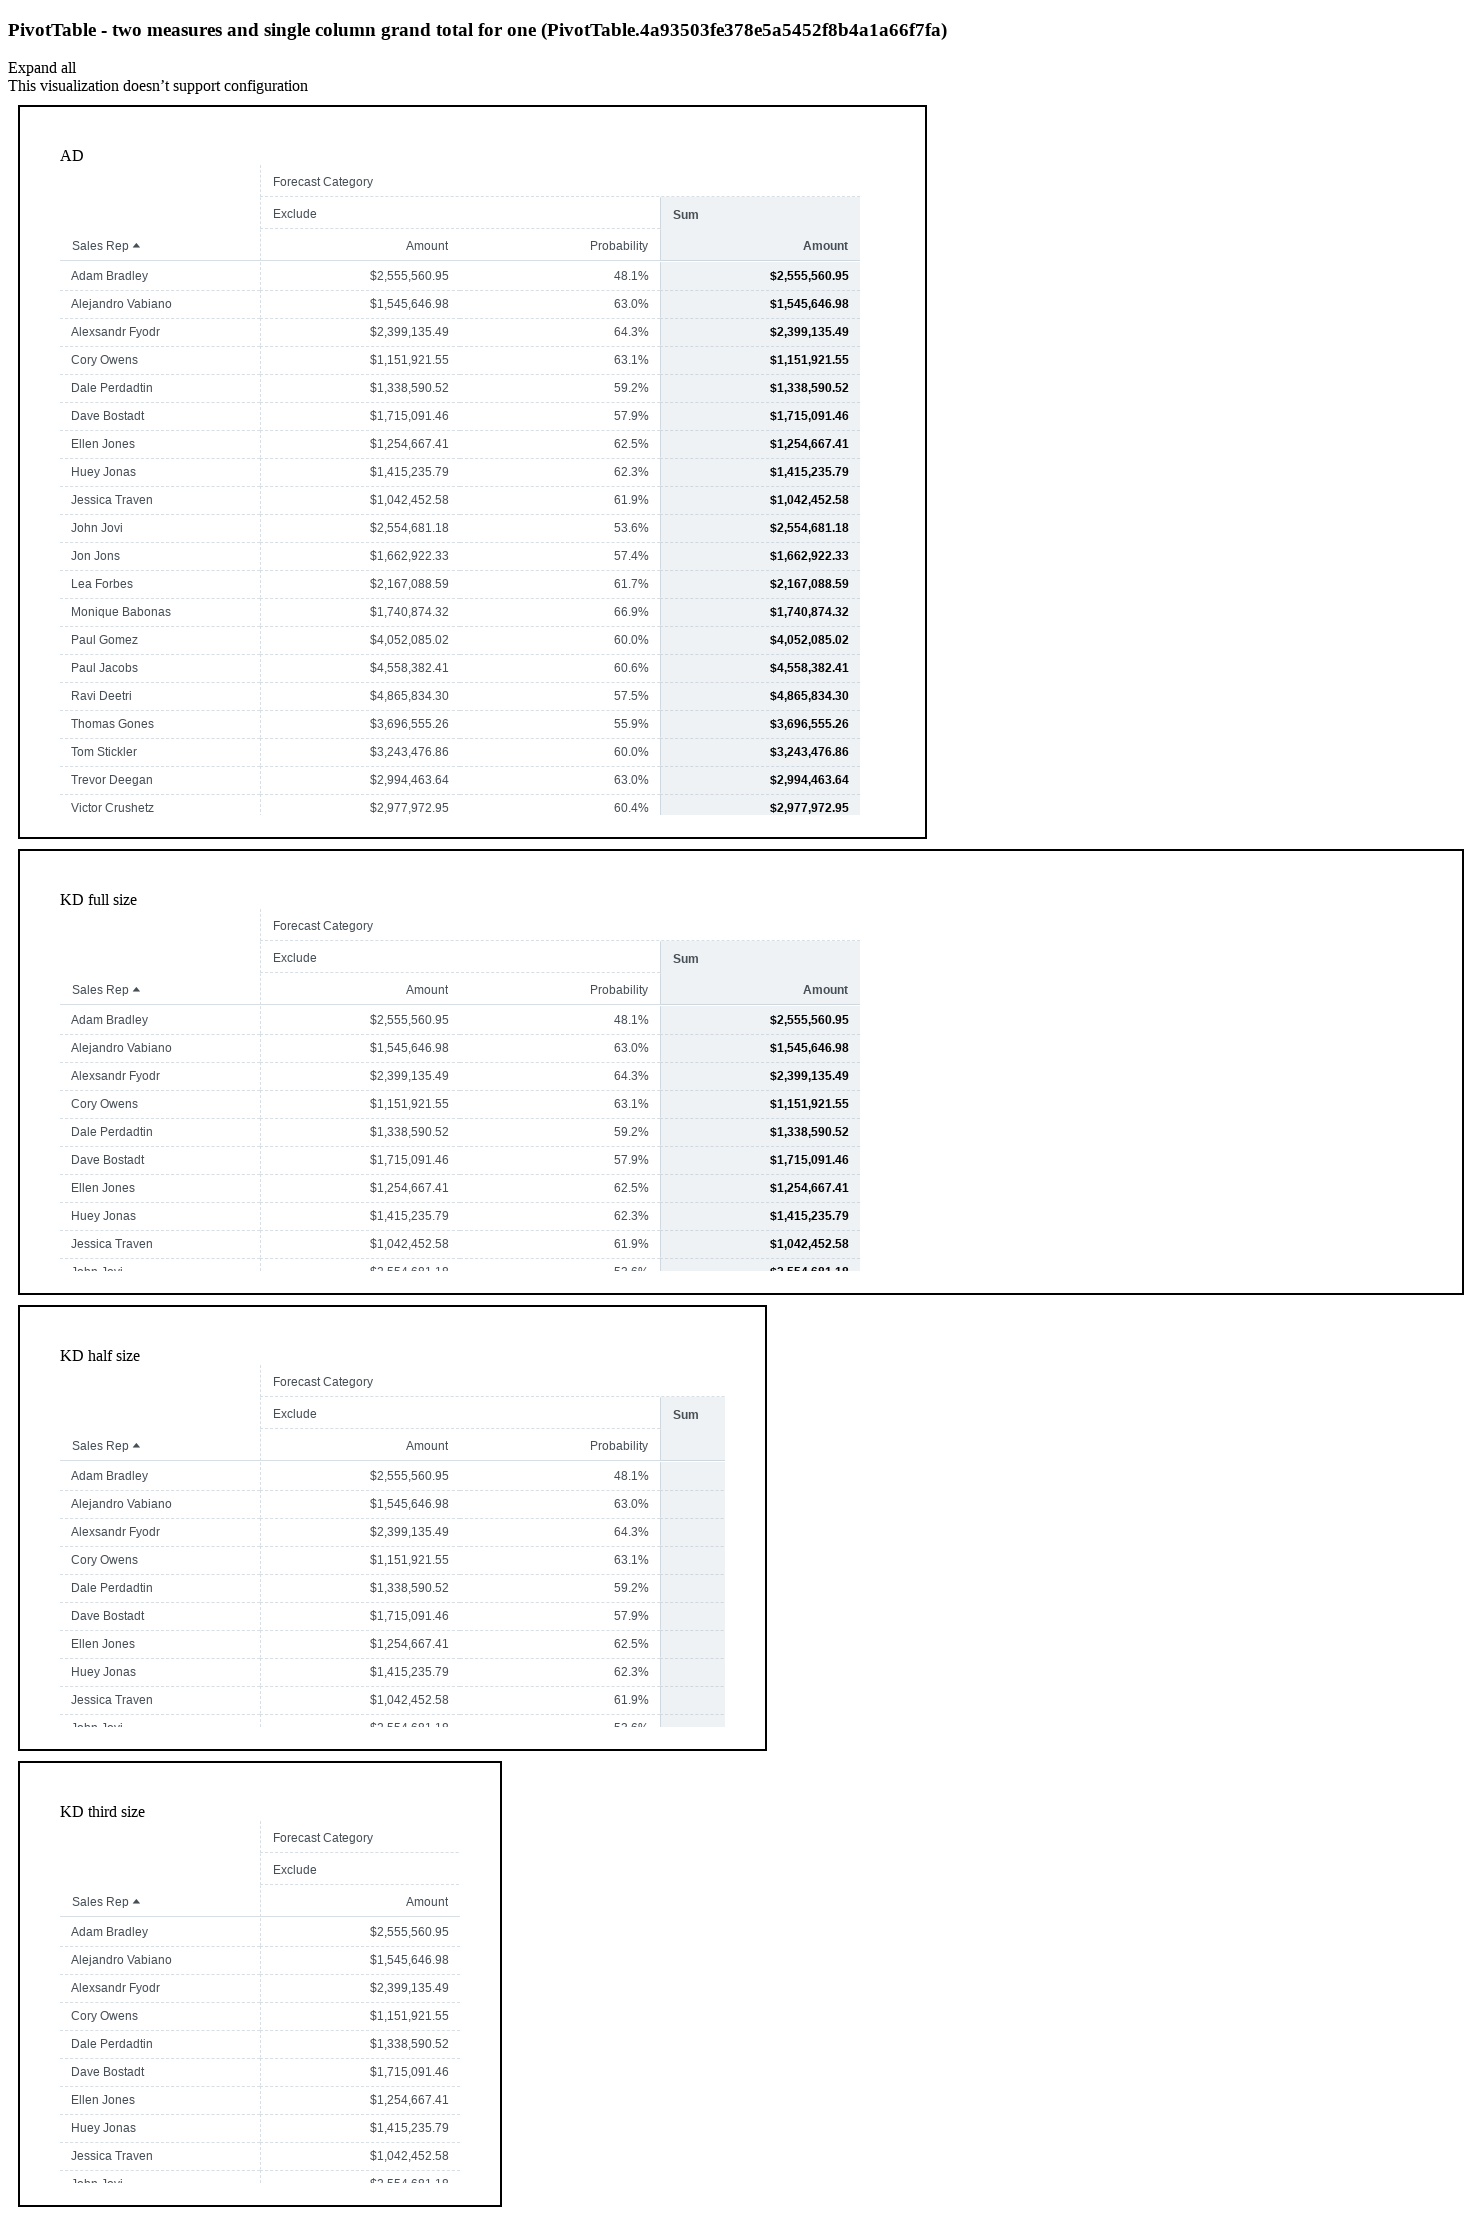 PivotTable - two measures and single column grand total for one (PivotTable.4a93503fe378e5a5452f8b4a1a66f7fa)
Expand all
This visualization doesn’t support configuration
AD
Forecast Category
Exclude Sum
Sales Rep Amount Probability Amount
Adam Bradley $2,555,560.95 48.1% $2,555,560.95
Alejandro Vabiano $1,545,646.98 63.0% $1,545,646.98
Alexsandr Fyodr $2,399,135.49 64.3% $2,399,135.49
Cory Owens $1,151,921.55 63.1% $1,151,921.55
Dale Perdadtin $1,338,590.52 59.2% $1,338,590.52
Dave Bostadt $1,715,091.46 57.9% $1,715,091.46
Ellen Jones $1,254,667.41 62.5% $1,254,667.41
Huey Jonas $1,415,235.79 62.3% $1,415,235.79
Jessica Traven $1,042,452.58 61.9% $1,042,452.58
John Jovi $2,554,681.18 53.6% $2,554,681.18
Jon Jons $1,662,922.33 57.4% $1,662,922.33
Lea Forbes $2,167,088.59 61.7% $2,167,088.59
Monique Babonas $1,740,874.32 66.9% $1,740,874.32
Paul Gomez $4,052,085.02 60.0% $4,052,085.02
Paul Jacobs $4,558,382.41 60.6% $4,558,382.41
Ravi Deetri $4,865,834.30 57.5% $4,865,834.30
Thomas Gones $3,696,555.26 55.9% $3,696,555.26
Tom Stickler $3,243,476.86 60.0% $3,243,476.86
Trevor Deegan $2,994,463.64 63.0% $2,994,463.64
Victor Crushetz $2,977,972.95 60.4% $2,977,972.95
KD full size
Forecast Category
Exclude Sum
Sales Rep Amount Probability Amount
Adam Bradley $2,555,560.95 48.1% $2,555,560.95
Alejandro Vabiano $1,545,646.98 63.0% $1,545,646.98
Alexsandr Fyodr $2,399,135.49 64.3% $2,399,135.49
Cory Owens $1,151,921.55 63.1% $1,151,921.55
Dale Perdadtin $1,338,590.52 59.2% $1,338,590.52
Dave Bostadt $1,715,091.46 57.9% $1,715,091.46
Ellen Jones $1,254,667.41 62.5% $1,254,667.41
Huey Jonas $1,415,235.79 62.3% $1,415,235.79
Jessica Traven $1,042,452.58 61.9% $1,042,452.58
John Jovi $2,554,681.18 53.6% $2,554,681.18
KD half size
Forecast Category
Exclude Sum
Sales Rep Amount Probability
Adam Bradley $2,555,560.95 48.1%
Alejandro Vabiano $1,545,646.98 63.0%
Alexsandr Fyodr $2,399,135.49 64.3%
Cory Owens $1,151,921.55 63.1%
Dale Perdadtin $1,338,590.52 59.2%
Dave Bostadt $1,715,091.46 57.9%
Ellen Jones $1,254,667.41 62.5%
Huey Jonas $1,415,235.79 62.3%
Jessica Traven $1,042,452.58 61.9%
John Jovi $2,554,681.18 53.6%
KD third size
Forecast Category
Exclude
Sales Rep Amount
Adam Bradley $2,555,560.95
Alejandro Vabiano $1,545,646.98
Alexsandr Fyodr $2,399,135.49
Cory Owens $1,151,921.55
Dale Perdadtin $1,338,590.52
Dave Bostadt $1,715,091.46
Ellen Jones $1,254,667.41
Huey Jonas $1,415,235.79
Jessica Traven $1,042,452.58
John Jovi $2,554,681.18